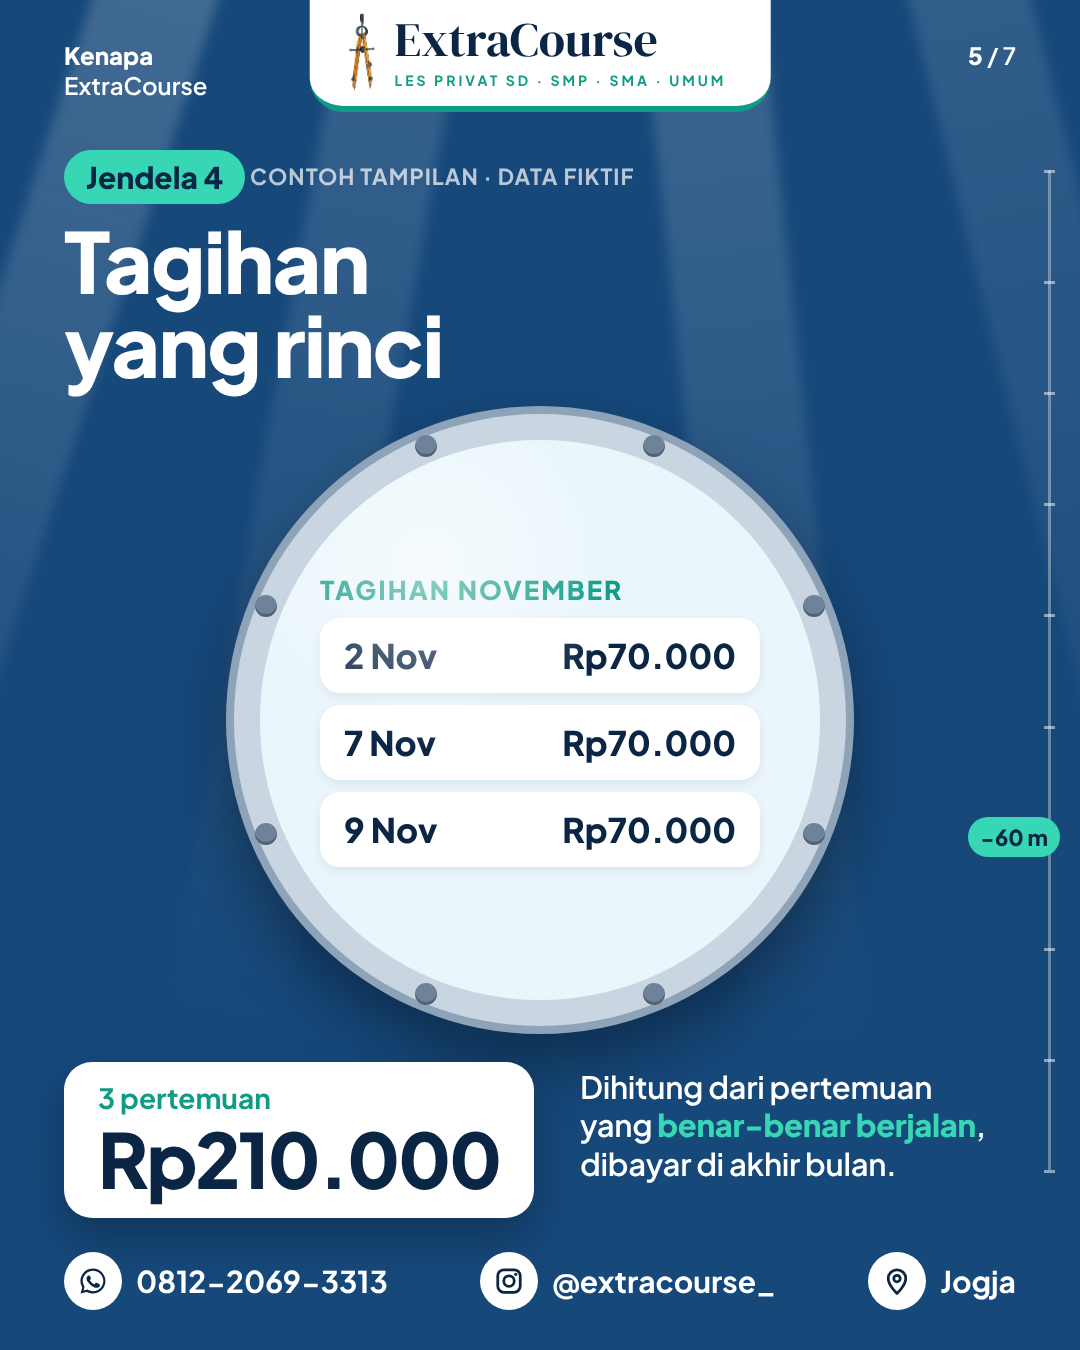 Kenapa
ExtraCourse
ExtraCourse
LES PRIVAT SD · SMP · SMA · UMUM
5 / 7
Jendela 4
CONTOH TAMPILAN · DATA FIKTIF
Tagihan
yang rinci
TAGIHAN NOVEMBER
2 Nov Rp70.000
7 Nov Rp70.000
9 Nov Rp70.000
-60 m
3 pertemuan
Rp210.000
Dihitung dari pertemuan
yang benar-benar berjalan,
dibayar di akhir bulan.
0812-2069-3313
@extracourse_
Jogja